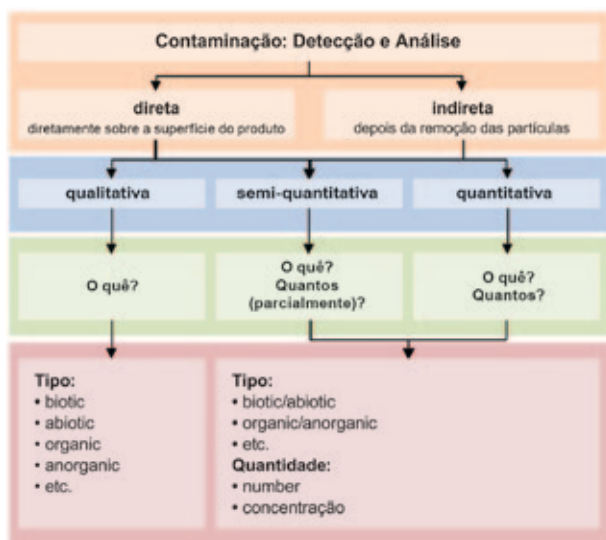 Contaminação: Detecção e Análise
direta
diretamente sobre a superfície do produto
indireta
depois da remoção das partículas
qualitativa
semi-quantitativa
quantitativa
O quê?
O quê?
Quantos
(parcialmente)?
O quê?
Quantos?
Tipo:
• biotic
• abiotic
• organic
• anorganic
• etc.
Tipo:
• biotic/abiotic
• organic/anorganic
• etc.
Quantidade:
• number
• concentração